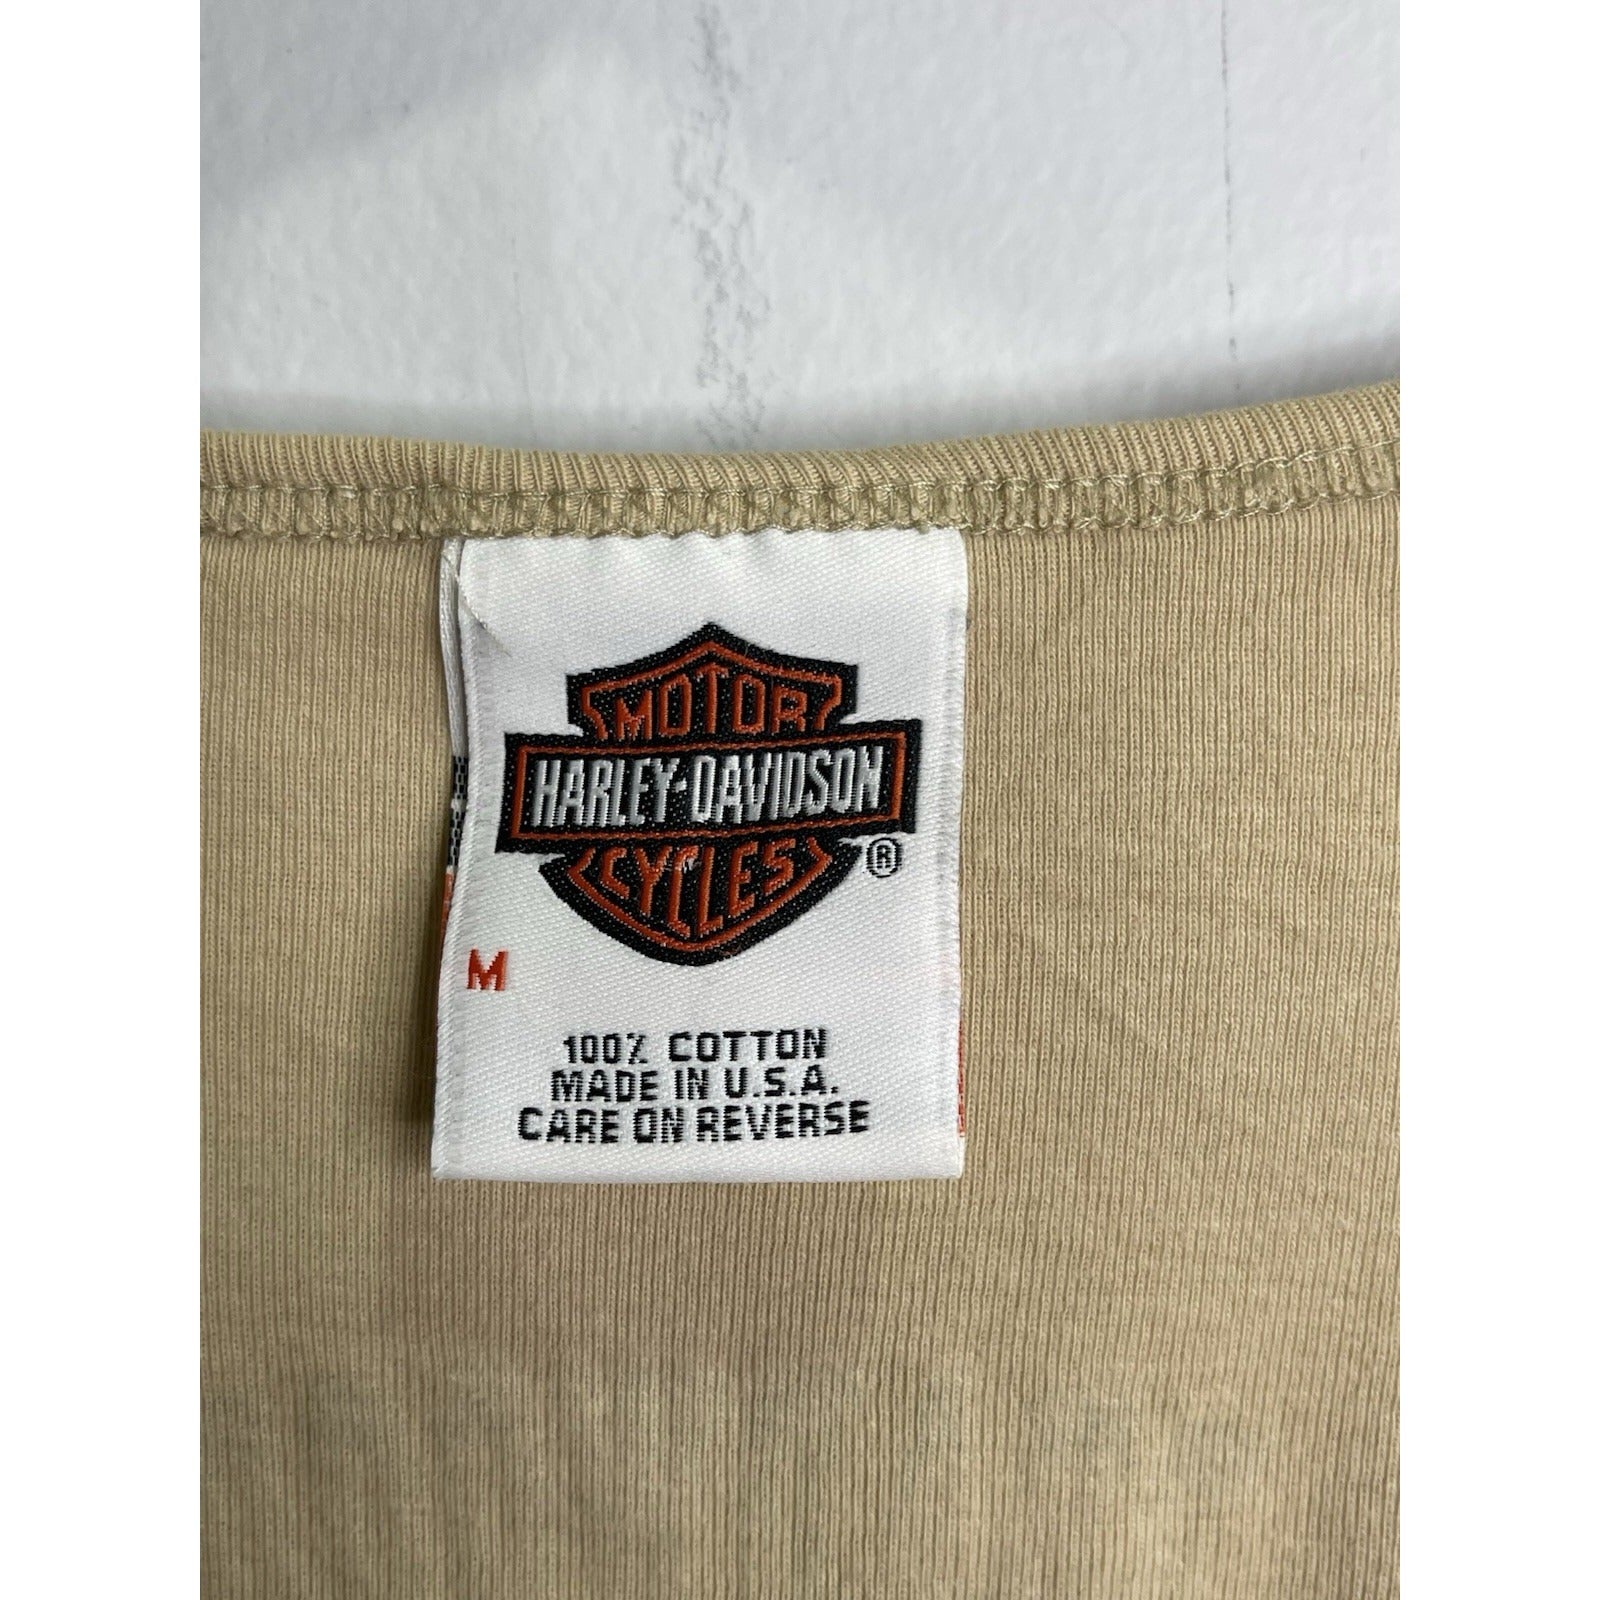 MOTOR
HARLEY-DAVIDSON
CYCLES
®
M
100% COTTON
MADE IN U.S.A.
CARE ON REVERSE